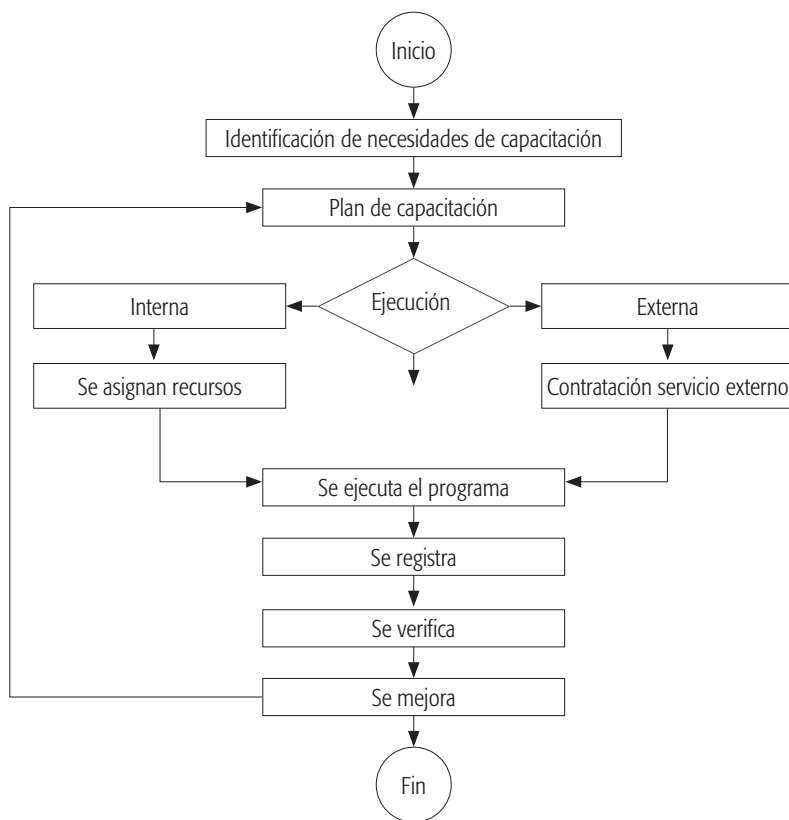 Inicio
Identificación de necesidades de capacitación
Plan de capacitación
Interna
Ejecución
Externa
Se asignan recursos
Contratación servicio externo
Se ejecuta el programa
Se registra
Se verifica
Se mejora
Fin